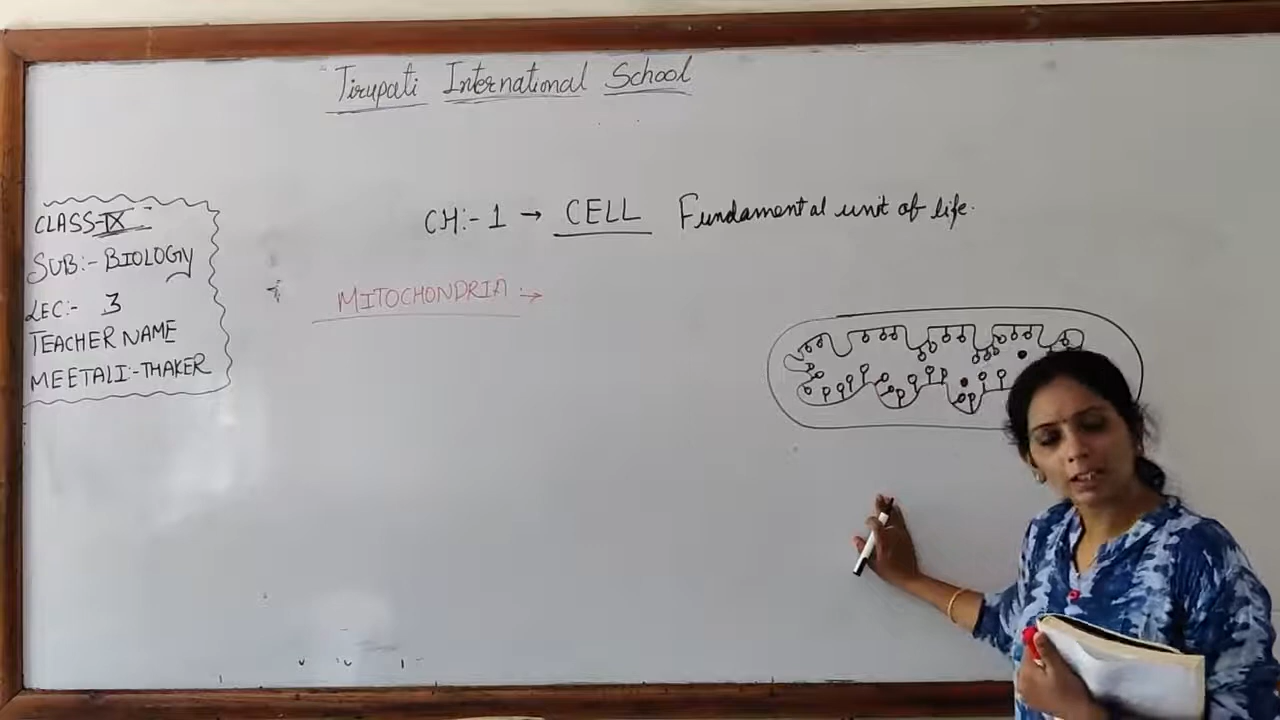 Tirupati International School
CH:- 1 → CELL Fundamental unit of life.
CLASS-IX
SUB:- BIOLOGY
LEC:- 3
TEACHER NAME
MEETALI:-THAKER
MITOCHONDRIA :→